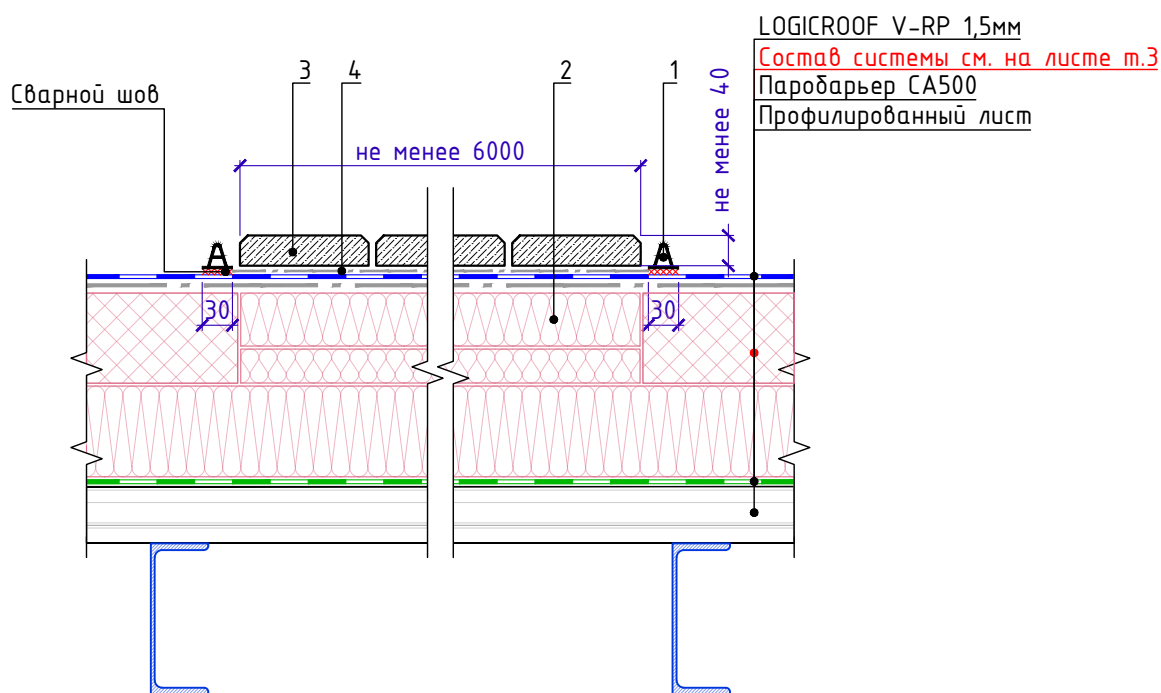 LOGICROOF V-RP 1,5мм
Состав системы см. на листе т.3
Паробарьер СА500
Профилированный лист
3
4
2
1
Сварной шов
не менее 6000
не менее 40
30
30